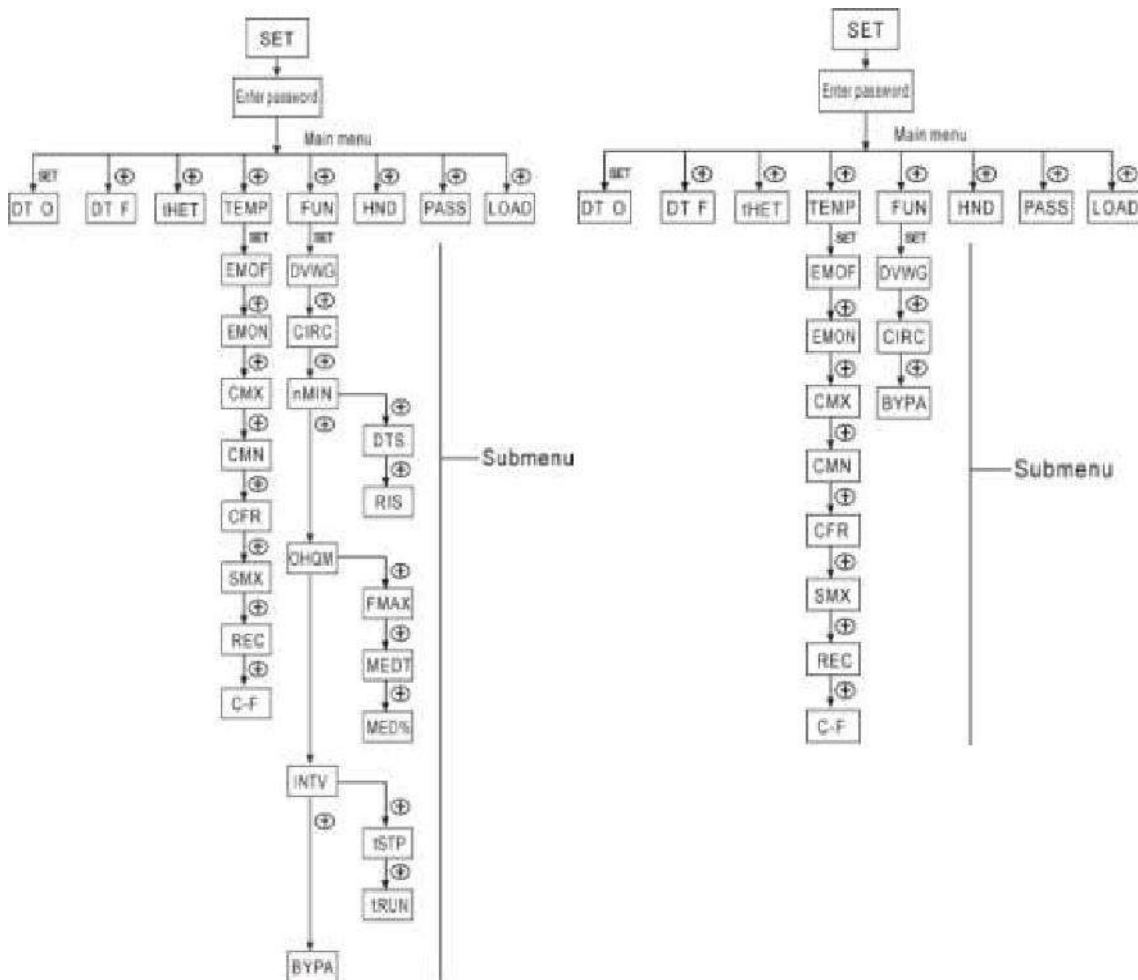 SET
Enter password
Main menu
SET
DT O
DT F
tHET
TEMP
FUN
HND
PASS
LOAD
SET
SET
EMOF
EMON
CMX
CMN
CFR
SMX
REC
C-F
DVWG
CIRC
nMIN
DTS
RIS
OHQM
FMAX
MEDT
MED%
INTV
tSTP
tRUN
BYPA
Submenu
SET
Enter password
Main menu
SET
DT O
DT F
tHET
TEMP
FUN
HND
PASS
LOAD
SET
SET
EMOF
EMON
CMX
CMN
CFR
SMX
REC
C-F
DVWG
CIRC
BYPA
Submenu